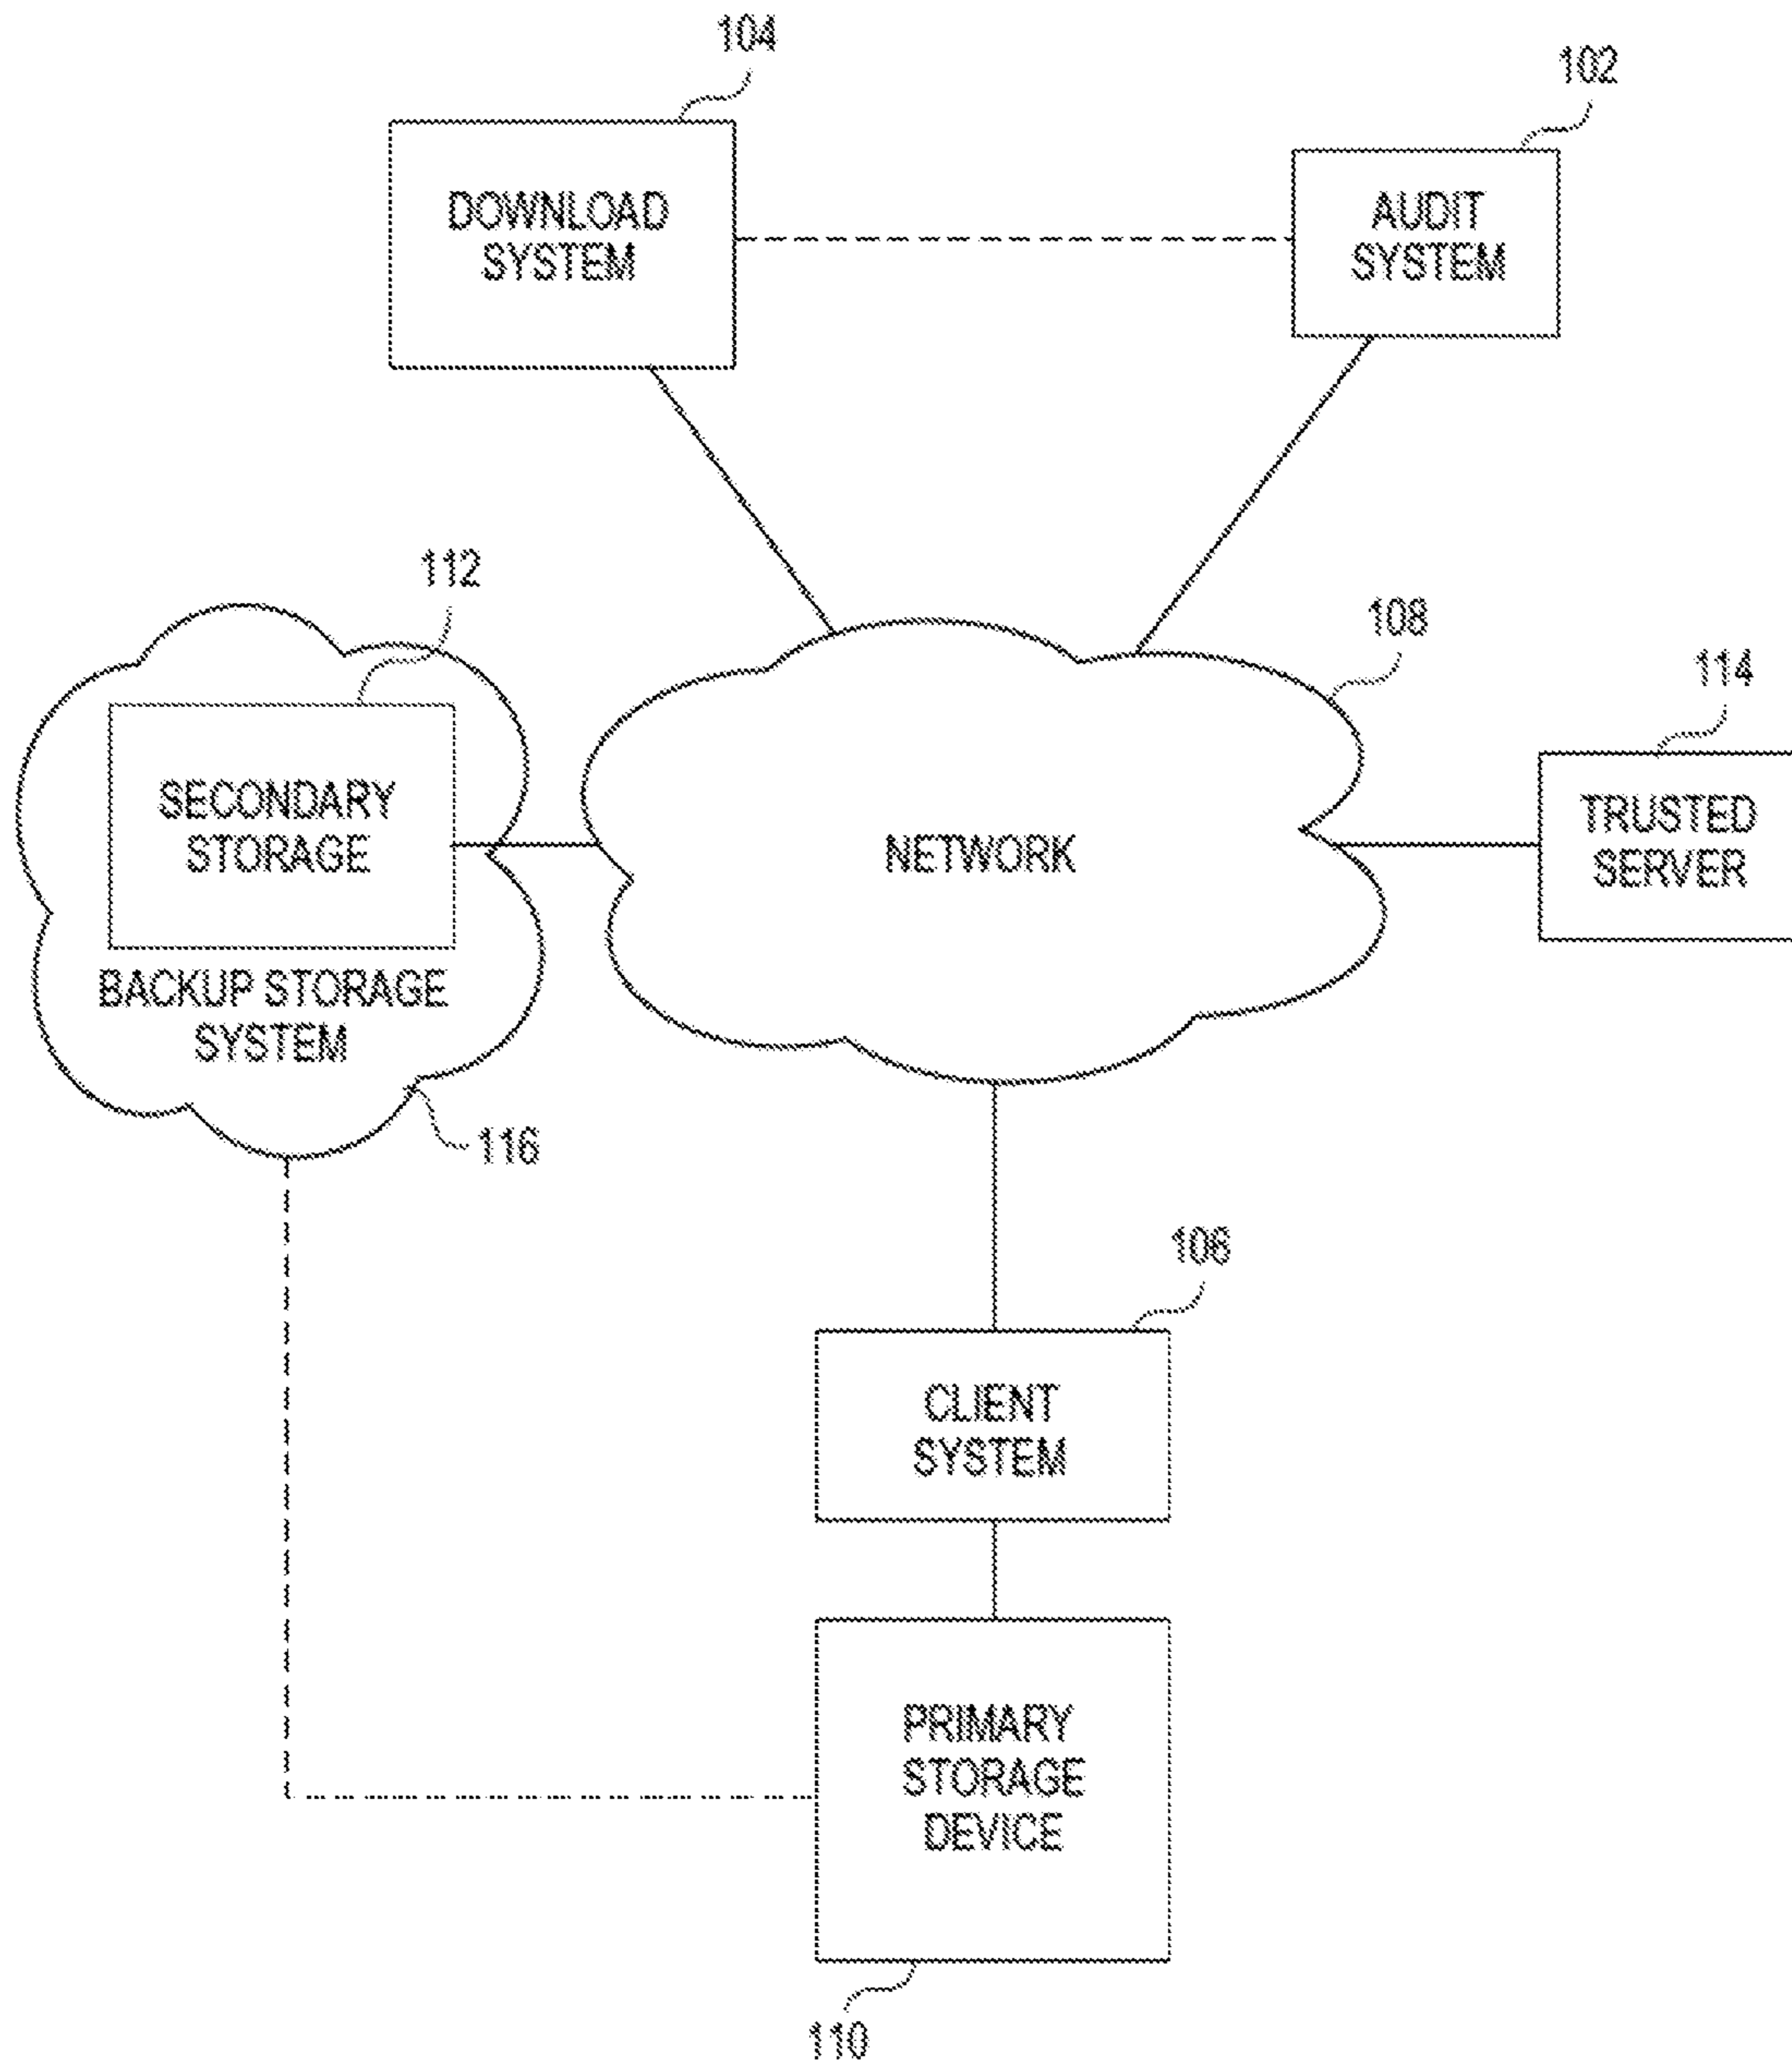 104
102
DOWNLOAD
SYSTEM
AUDIT
SYSTEM
112
108
114
SECONDARY
STORAGE
NETWORK
TRUSTED
SERVER
BACKUP STORAGE
SYSTEM
116
106
CLIENT
SYSTEM
PRIMARY
STORAGE
DEVICE
110